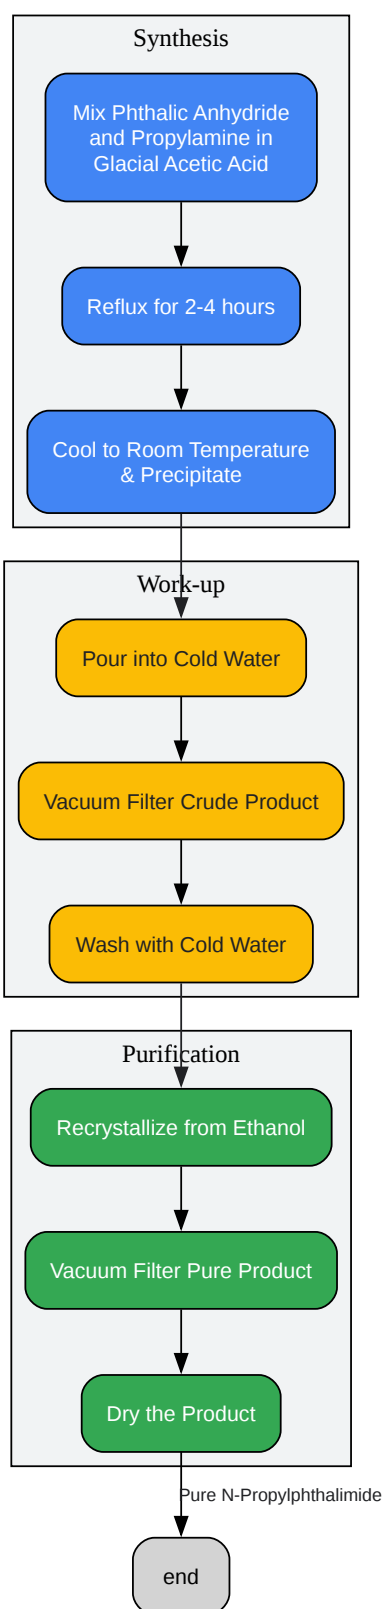 Synthesis
Mix Phthalic Anhydride
and Propylamine in
Glacial Acetic Acid
Reflux for 2-4 hours
Cool to Room Temperature
& Precipitate
Work-up
Pour into Cold Water
Vacuum Filter Crude Product
Wash with Cold Water
Purification
Recrystallize from Ethanol
Vacuum Filter Pure Product
Dry the Product
Pure N-Propylphthalimide
end